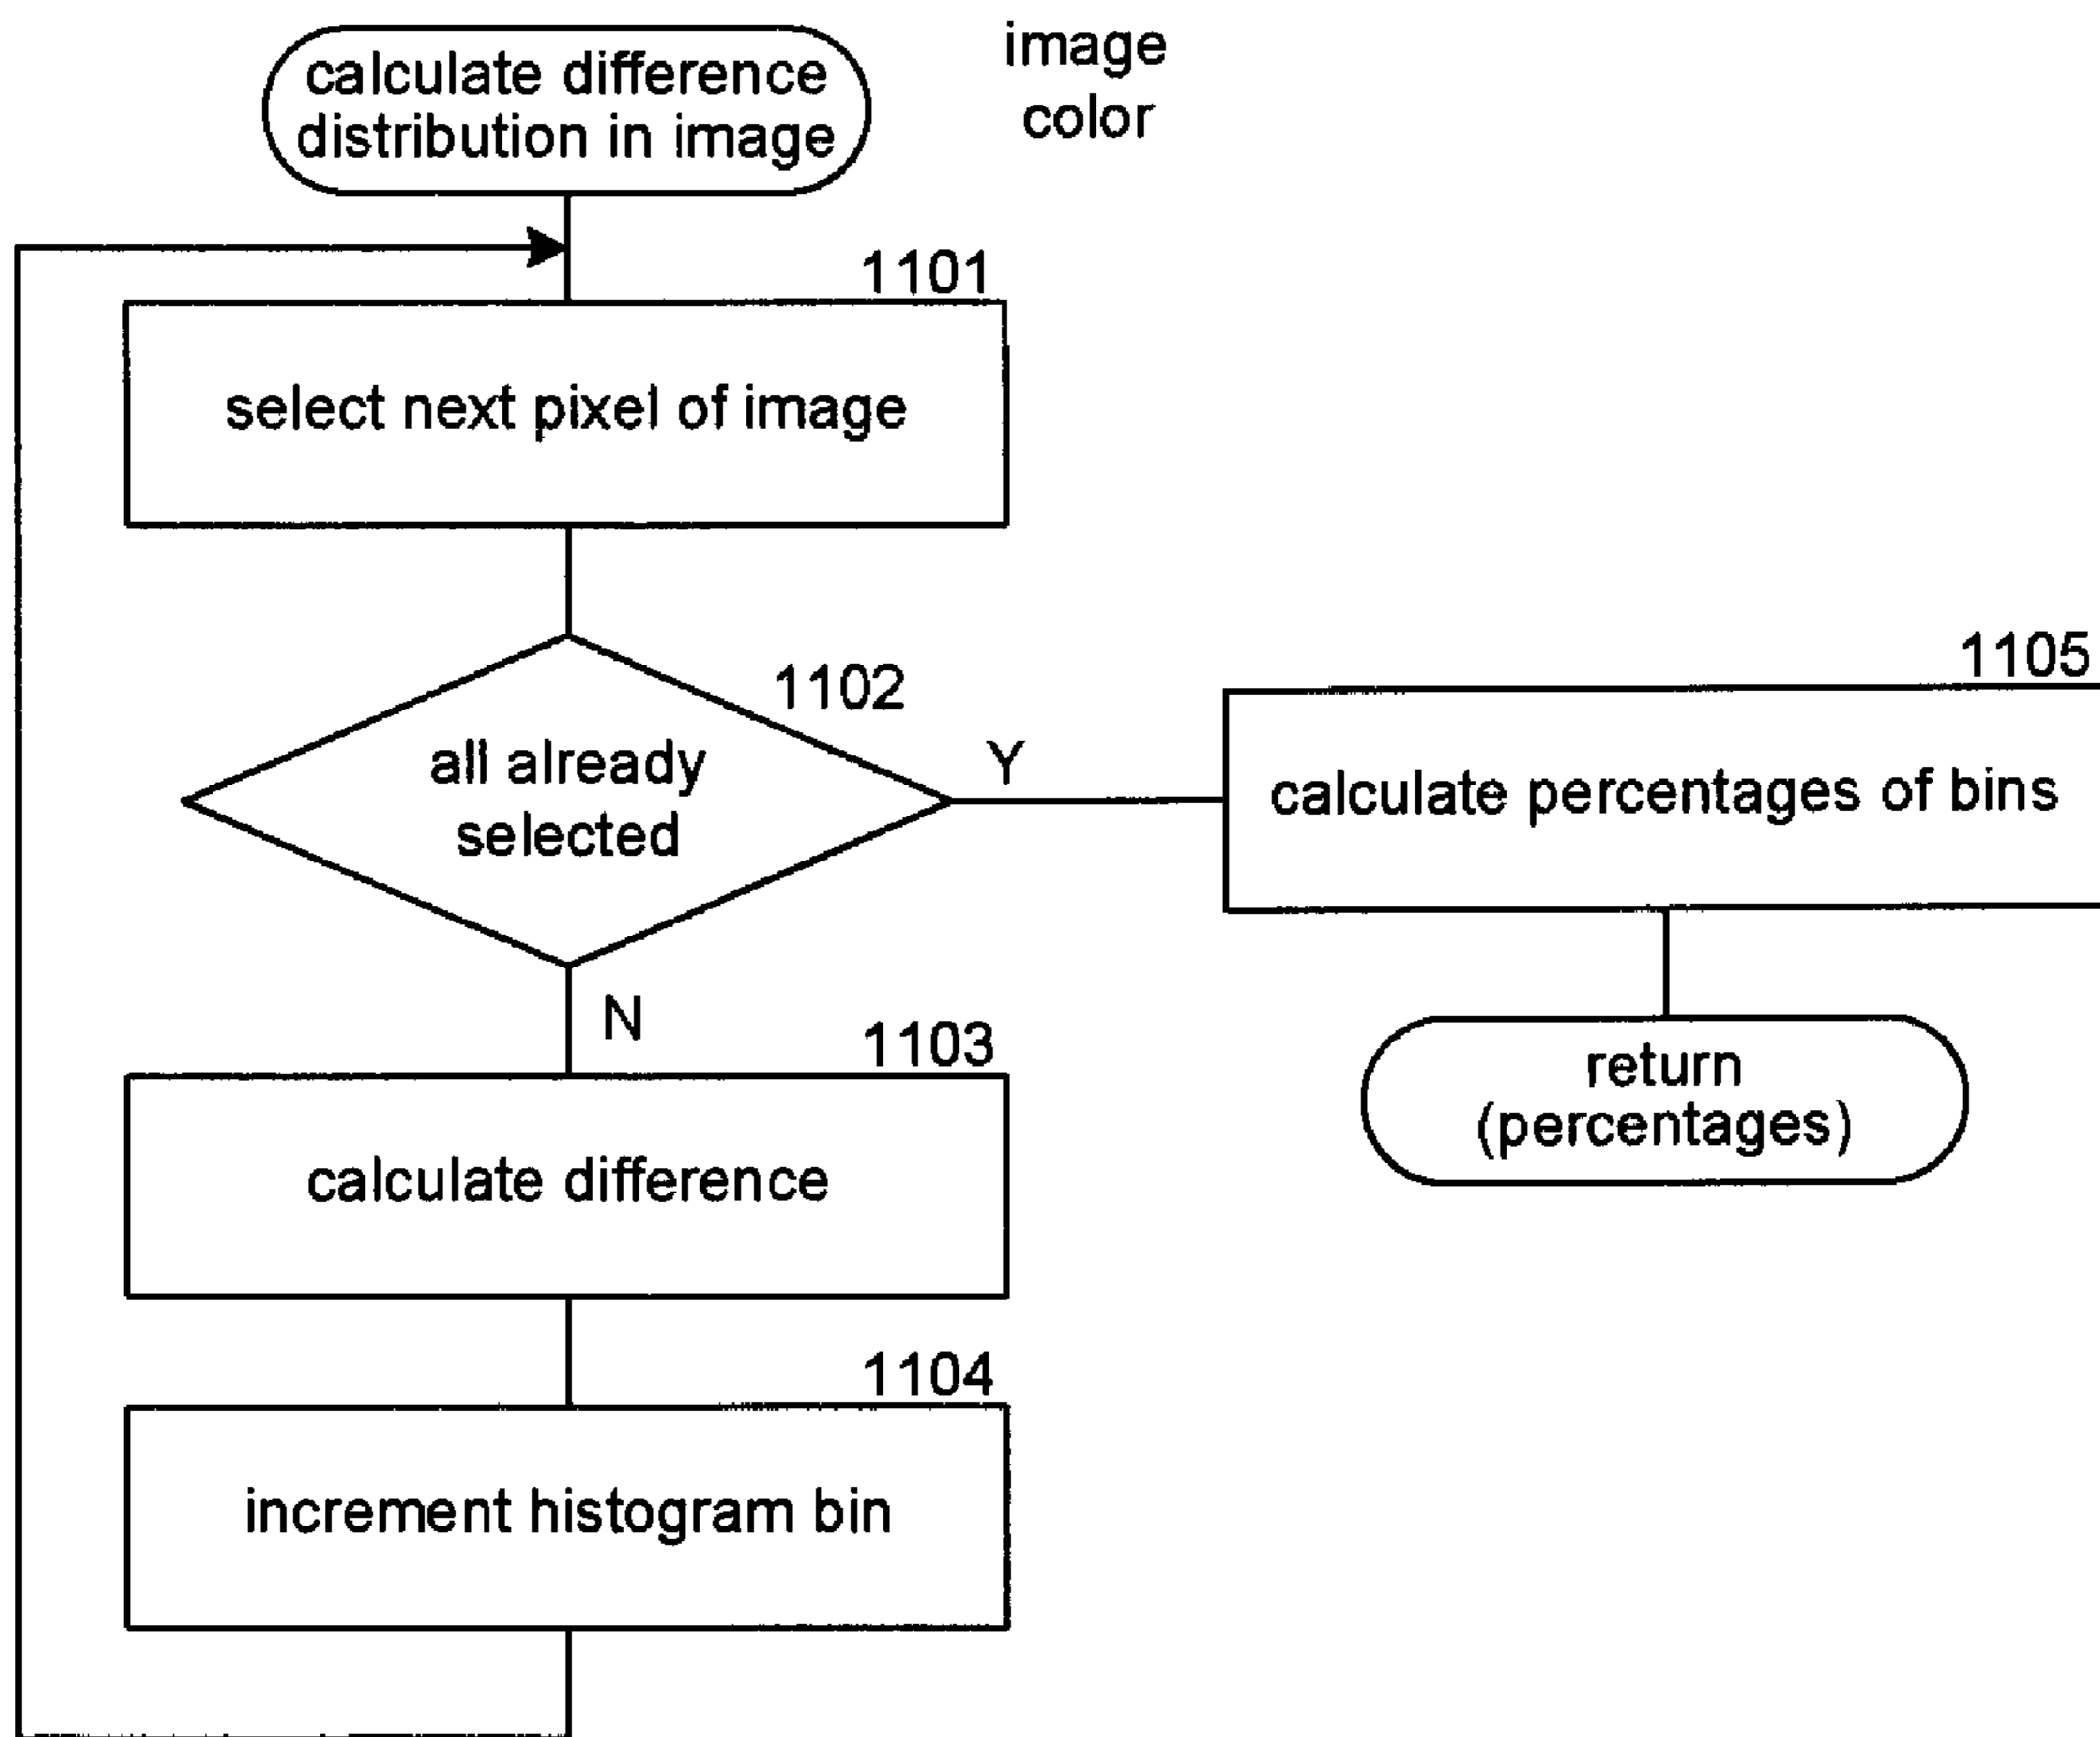 calculate difference
distribution in image
image
color
1101
select next pixel of image
1102
all already
selected
Y
N
1103
calculate difference
1104
increment histogram bin
1105
calculate percentages of bins
return
(percentages)